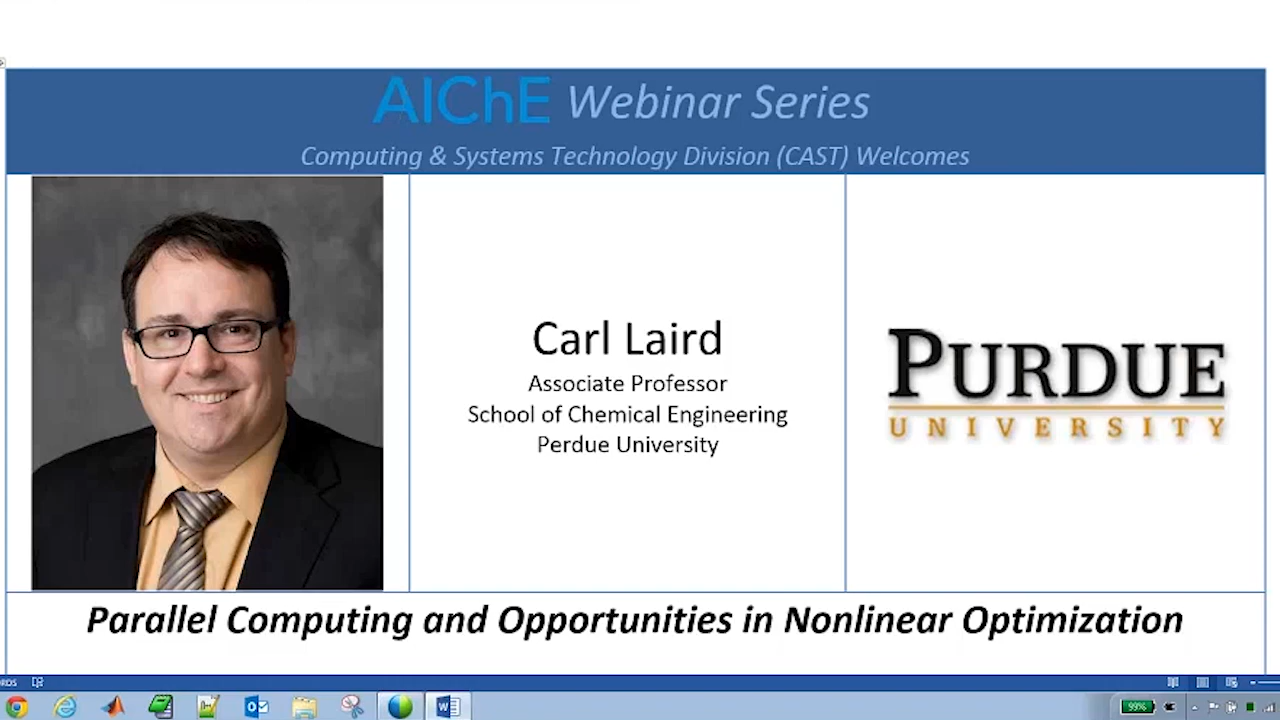 AIChE Webinar Series
Computing & Systems Technology Division (CAST) Welcomes
Carl Laird
Associate Professor
School of Chemical Engineering
Perdue University
PURDUE
UNIVERSITY
Parallel Computing and Opportunities in Nonlinear Optimization
99%